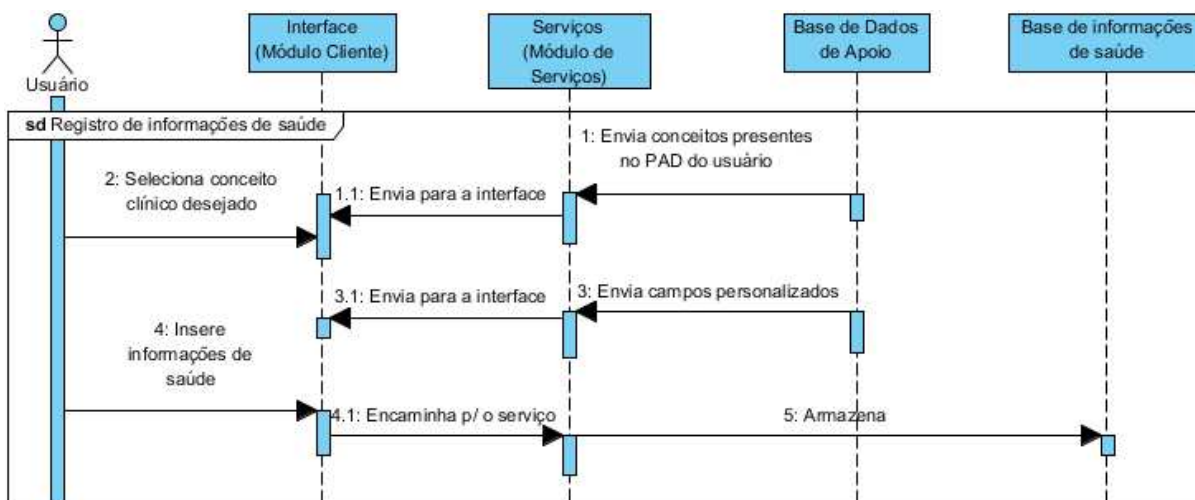 Usuário
Interface
(Módulo Cliente)
Serviços
(Módulo de
Serviços)
Base de Dados
de Apoio
Base de informações
de saúde
sd Registro de informações de saúde
1: Envia conceitos presentes
no PAD do usuário
2: Seleciona conceito
clínico desejado
1.1: Envia para a interface
3.1: Envia para a interface
3: Envia campos personalizados
4: Insere
informações de
saúde
4.1: Encaminha p/ o serviço
5: Armazena